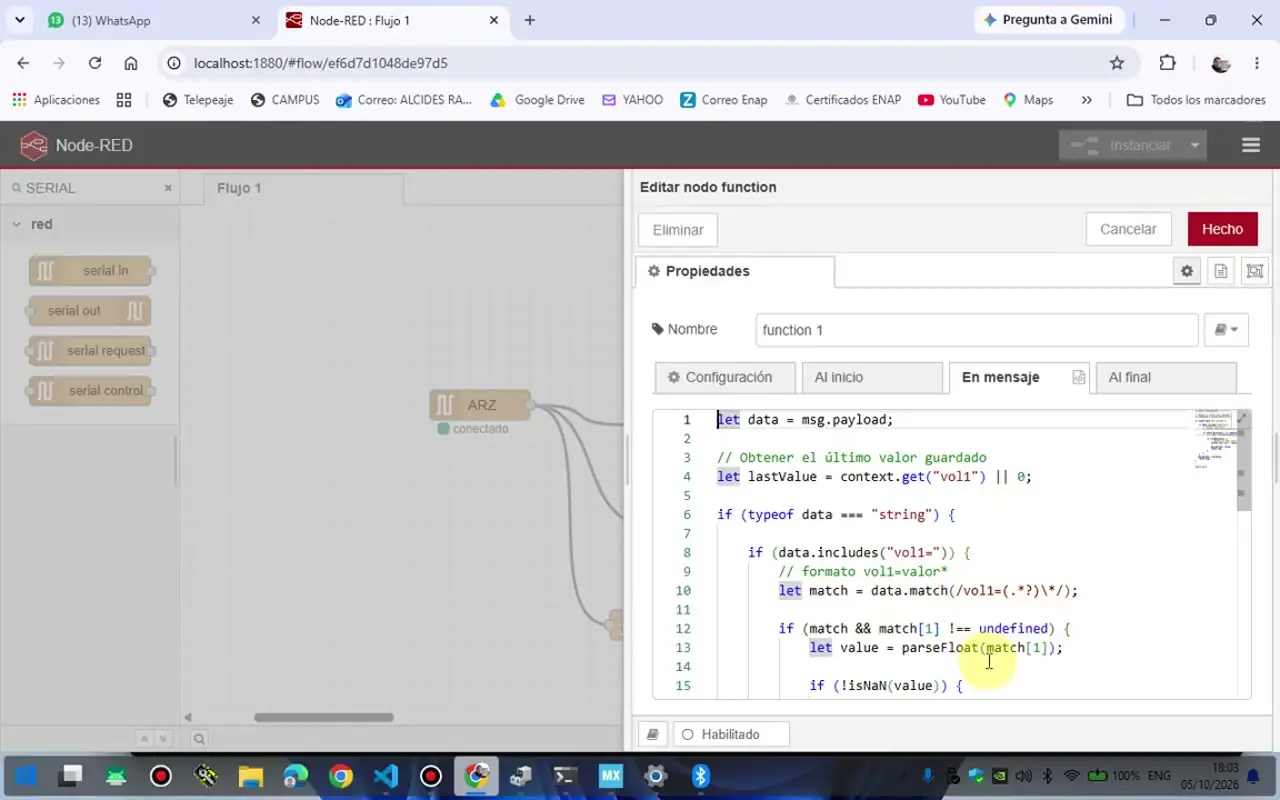 (13) WhatsApp
Node-RED : Flujo 1
Pregunta a Gemini
localhost:1880/#flow/ef6d7d1048de97d5
Aplicaciones
Telepeaje
CAMPUS
Correo: ALCIDES RA...
Google Drive
YAHOO
Correo Enap
Certificados ENAP
YouTube
Maps
Todos los marcadores
Node-RED
Instanciar
SERIAL
Flujo 1
red
serial in
serial out
serial request
serial control
ARZ
conectado
Editar nodo function
Eliminar
Cancelar
Hecho
Propiedades
Nombre
function 1
Configuración
Al inicio
En mensaje
Al final
1 let data = msg.payload;
2
3 // Obtener el último valor guardado
4 let lastValue = context.get("vol1") || 0;
5
6 if (typeof data === "string") {
7
8 if (data.includes("vol1=")) {
9 // formato vol1=valor*
10 let match = data.match(/vol1=(.*?)\*/);
11
12 if (match && match[1] !== undefined) {
13 let value = parseFloat(match[1]);
14
15 if (!isNaN(value)) {
Habilitado
MX
100%
ENG
18:03
05/10/2026